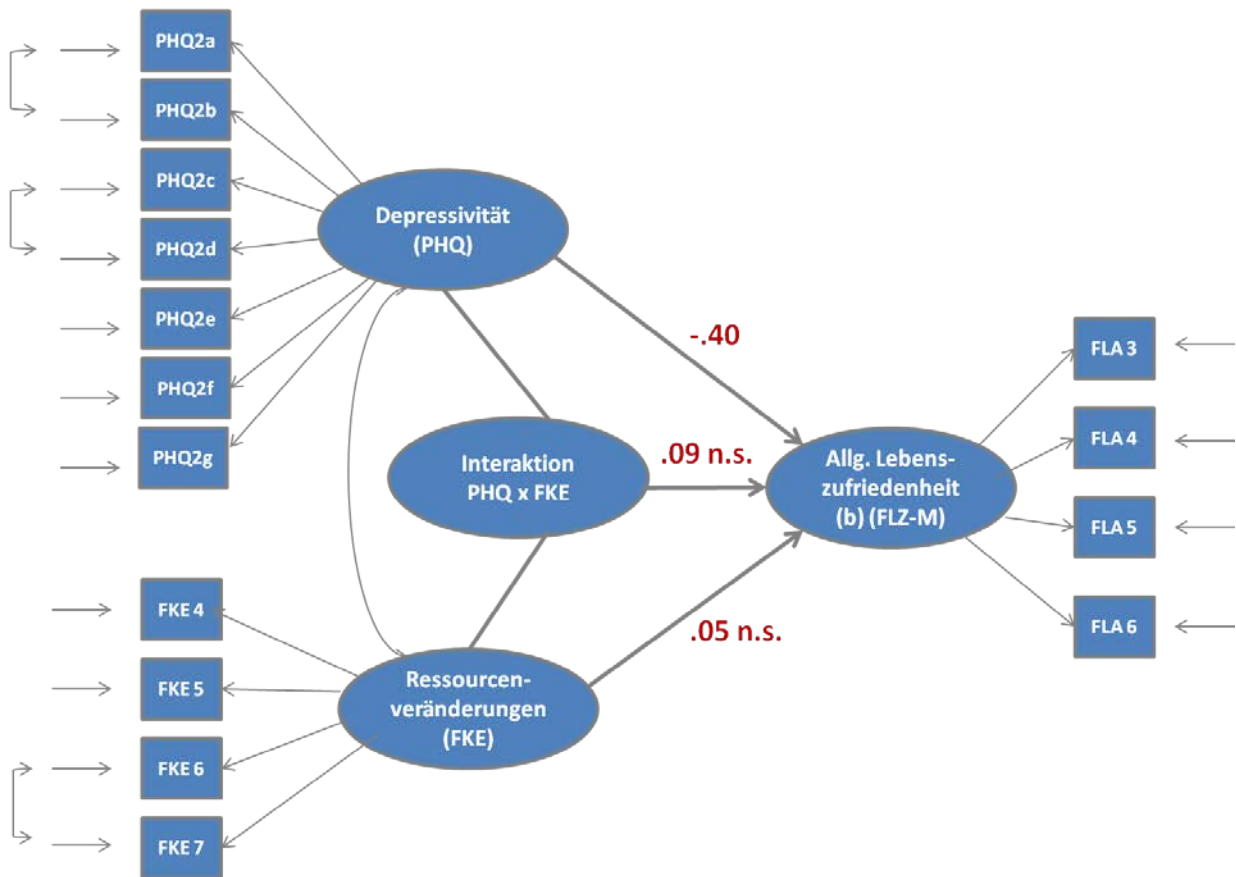 PHQ2a
PHQ2b
PHQ2c
PHQ2d
PHQ2e
PHQ2f
PHQ2g
Depressivität
(PHQ)
-.40
Interaktion
PHQ x FKE
.09 n.s.
Allg. Lebens-
zufriedenheit
(b) (FLZ-M)
FLA 3
FLA 4
FLA 5
FLA 6
.05 n.s.
FKE 4
FKE 5
FKE 6
FKE 7
Ressourcen-
veränderungen
(FKE)